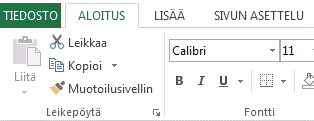 TIEDOSTO ALOITUS LISÄÄ SIVUN ASETTELU
Leikkaa
Kopioi
Muotoilusivellin
Liitä
Calibri 11
B I U
Leikepöytä Fontti